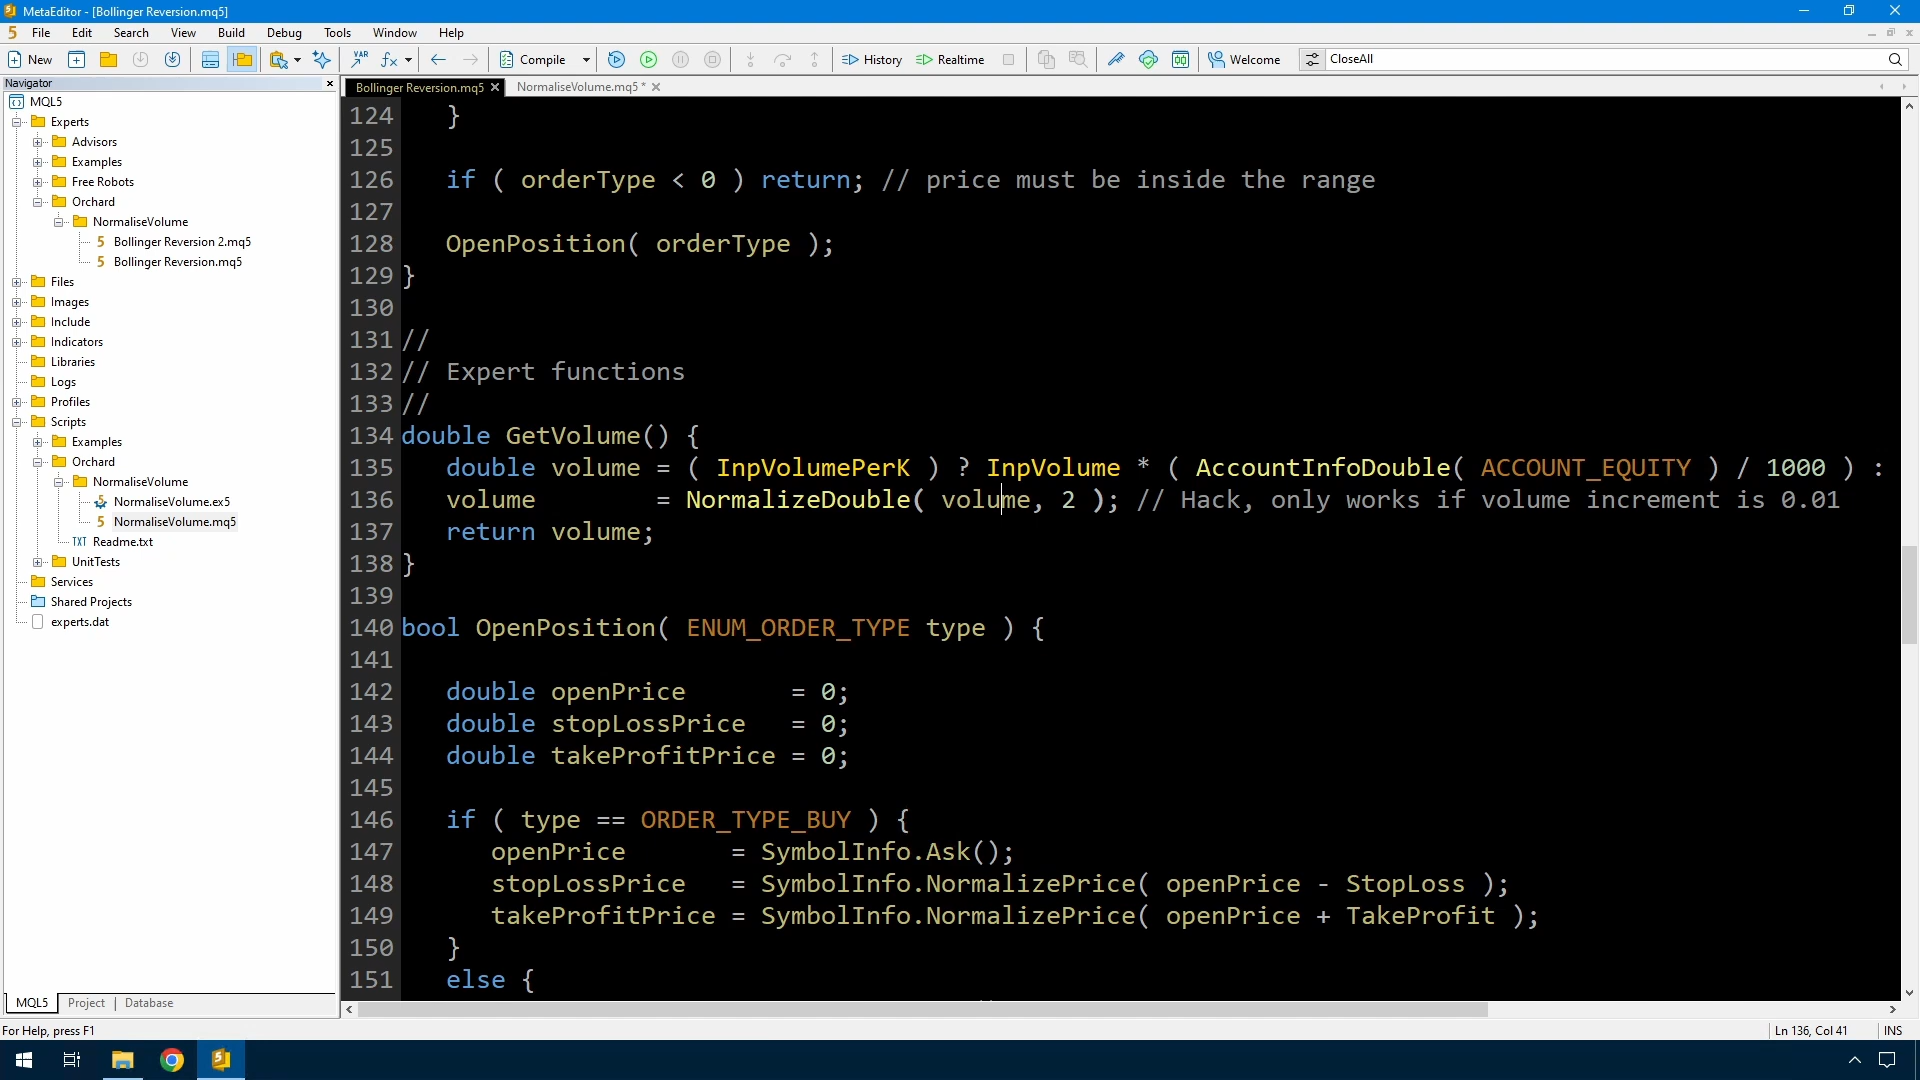 MetaEditor - [Bollinger Reversion.mq5]
File Edit Search View Build Debug Tools Window Help
New Compile History Realtime Welcome CloseAll
Navigator
MQL5
Experts
Advisors
Examples
Free Robots
Orchard
NormaliseVolume
Bollinger Reversion 2.mq5
Bollinger Reversion.mq5
Files
Images
Include
Indicators
Libraries
Logs
Profiles
Scripts
Examples
Orchard
NormaliseVolume
NormaliseVolume.ex5
NormaliseVolume.mq5
Readme.txt
UnitTests
Services
Shared Projects
experts.dat
MQL5 Project Database
Bollinger Reversion.mq5 NormaliseVolume.mq5 *
124 }
125
126 if ( orderType < 0 ) return; // price must be inside the range
127
128 OpenPosition( orderType );
129 }
130
131 //
132 // Expert functions
133 //
134 double GetVolume() {
135 double volume = ( InpVolumePerK ) ? InpVolume * ( AccountInfoDouble( ACCOUNT_EQUITY ) / 1000 ) :
136 volume = NormalizeDouble( volume, 2 ); // Hack, only works if volume increment is 0.01
137 return volume;
138 }
139
140 bool OpenPosition( ENUM_ORDER_TYPE type ) {
141
142 double openPrice = 0;
143 double stopLossPrice = 0;
144 double takeProfitPrice = 0;
145
146 if ( type == ORDER_TYPE_BUY ) {
147 openPrice = SymbolInfo.Ask();
148 stopLossPrice = SymbolInfo.NormalizePrice( openPrice - StopLoss );
149 takeProfitPrice = SymbolInfo.NormalizePrice( openPrice + TakeProfit );
150 }
151 else {
For Help, press F1
Ln 136, Col 41 INS